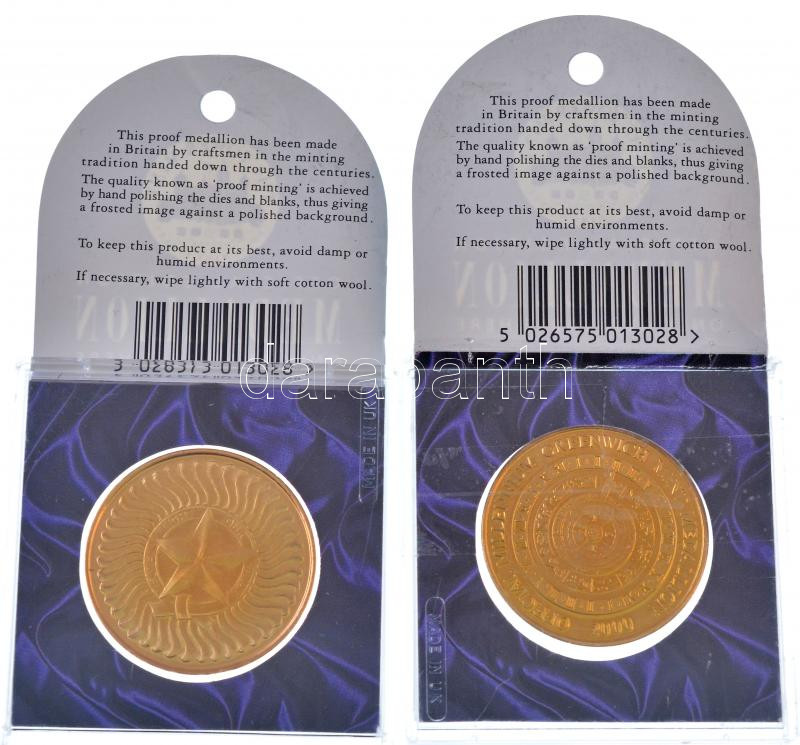 This proof medallion has been made
in Britain by craftsmen in the minting
tradition handed down through the centuries.
The quality known as 'proof minting' is achieved
by hand polishing the dies and blanks, thus giving
a frosted image against a polished background.
To keep this product at its best, avoid damp or
humid environments.
If necessary, wipe lightly with soft cotton wool.
MADE IN UK
This proof medallion has been made
in Britain by craftsmen in the minting
tradition handed down through the centuries.
The quality known as 'proof minting' is achieved
by hand polishing the dies and blanks, thus giving
a frosted image against a polished background.
To keep this product at its best, avoid damp or
humid environments.
If necessary, wipe lightly with soft cotton wool.
5 026575 013028 >
MILLENNIUM GREENWICH
MEDALLION
OFFICIAL
2000
MADE IN UK
darabanth